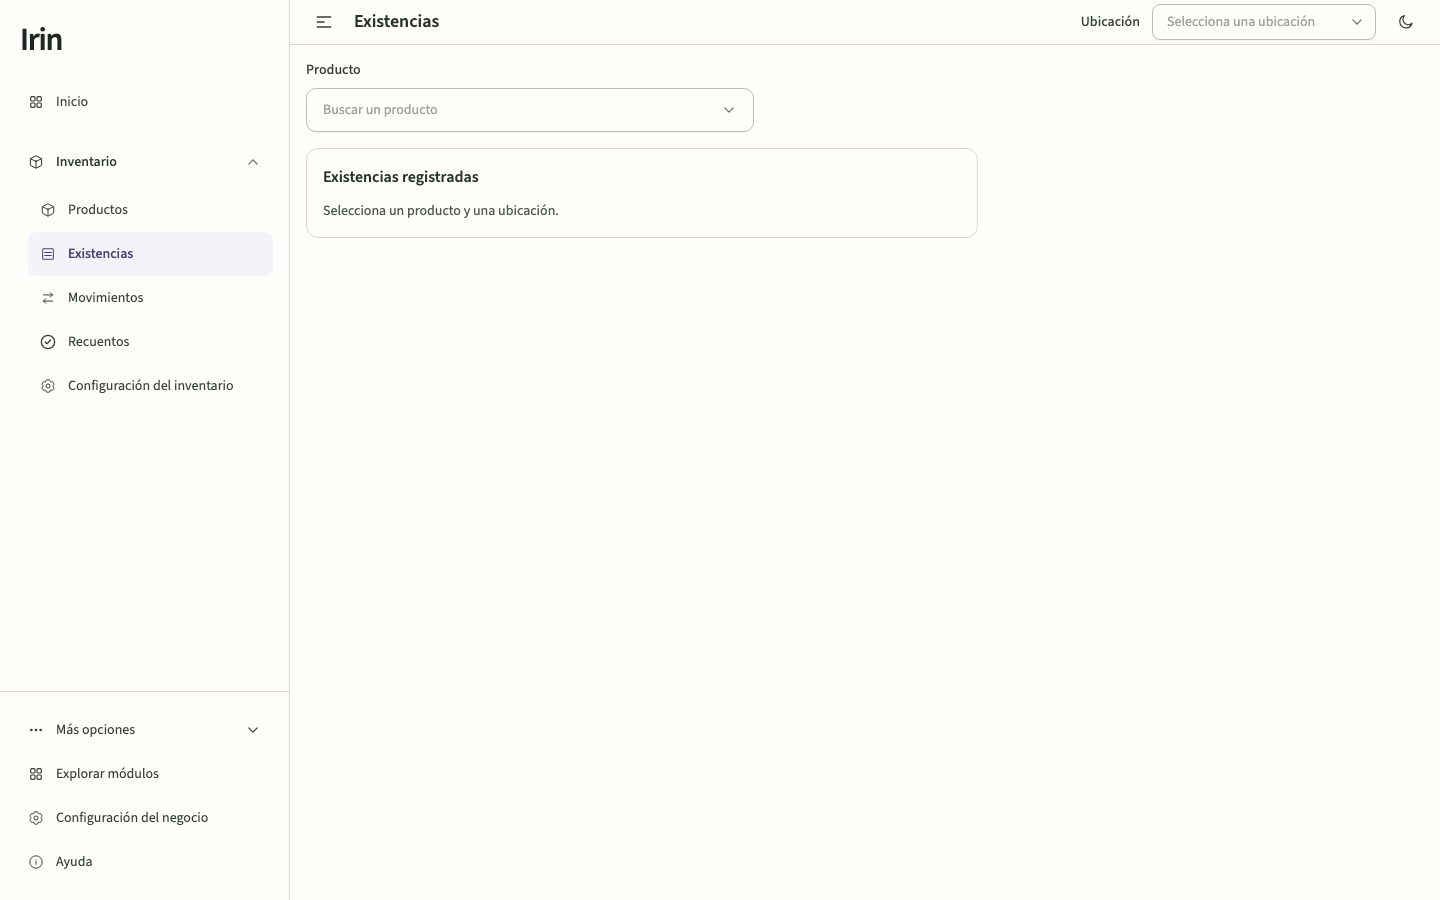 Irin
Inicio
Inventario
Productos
Existencias
Movimientos
Recuentos
Configuración del inventario
Más opciones
Explorar módulos
Configuración del negocio
Ayuda
Existencias
Ubicación
Selecciona una ubicación
Producto
Buscar un producto
Existencias registradas
Selecciona un producto y una ubicación.